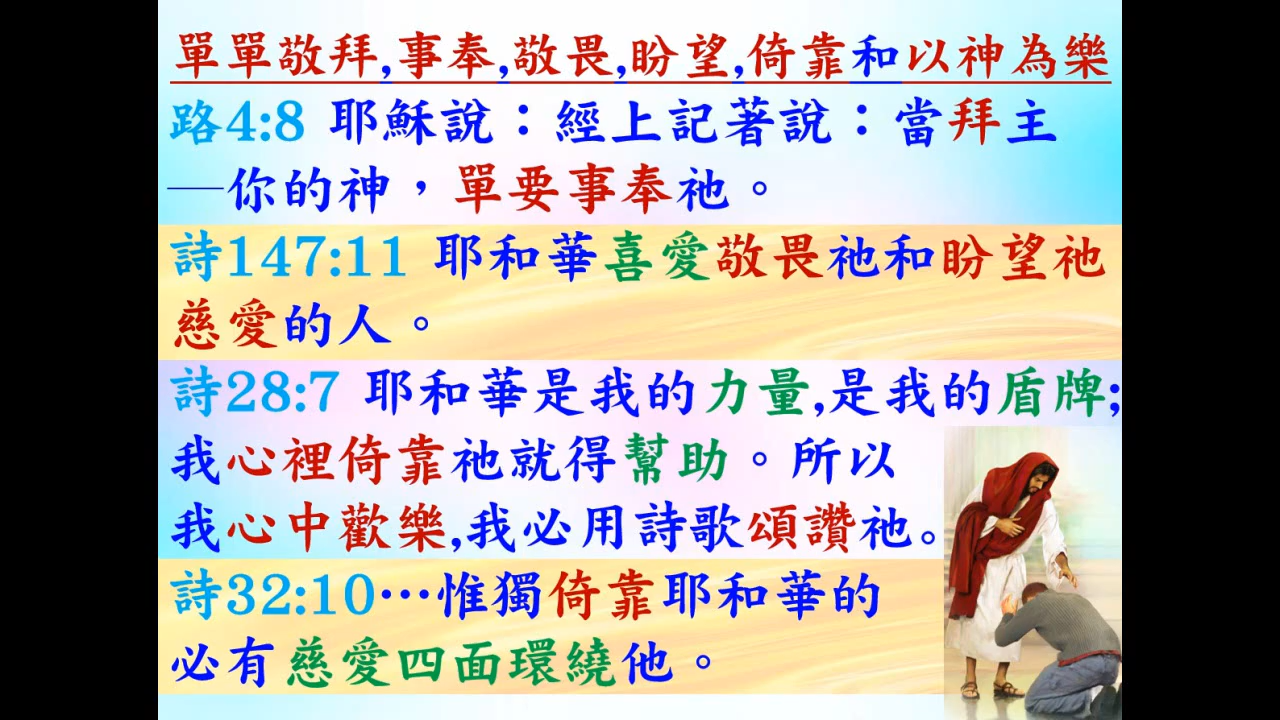 單單敬拜,事奉,敬畏,盼望,倚靠和以神為樂
路4:8 耶穌說：經上記著說：當拜主
─你的神，單要事奉祂。
詩147:11 耶和華喜愛敬畏祂和盼望祂
慈愛的人。
詩28:7 耶和華是我的力量,是我的盾牌;
我心裡倚靠祂就得幫助。所以
我心中歡樂,我必用詩歌頌讚祂。
詩32:10…惟獨倚靠耶和華的
必有慈愛四面環繞他。